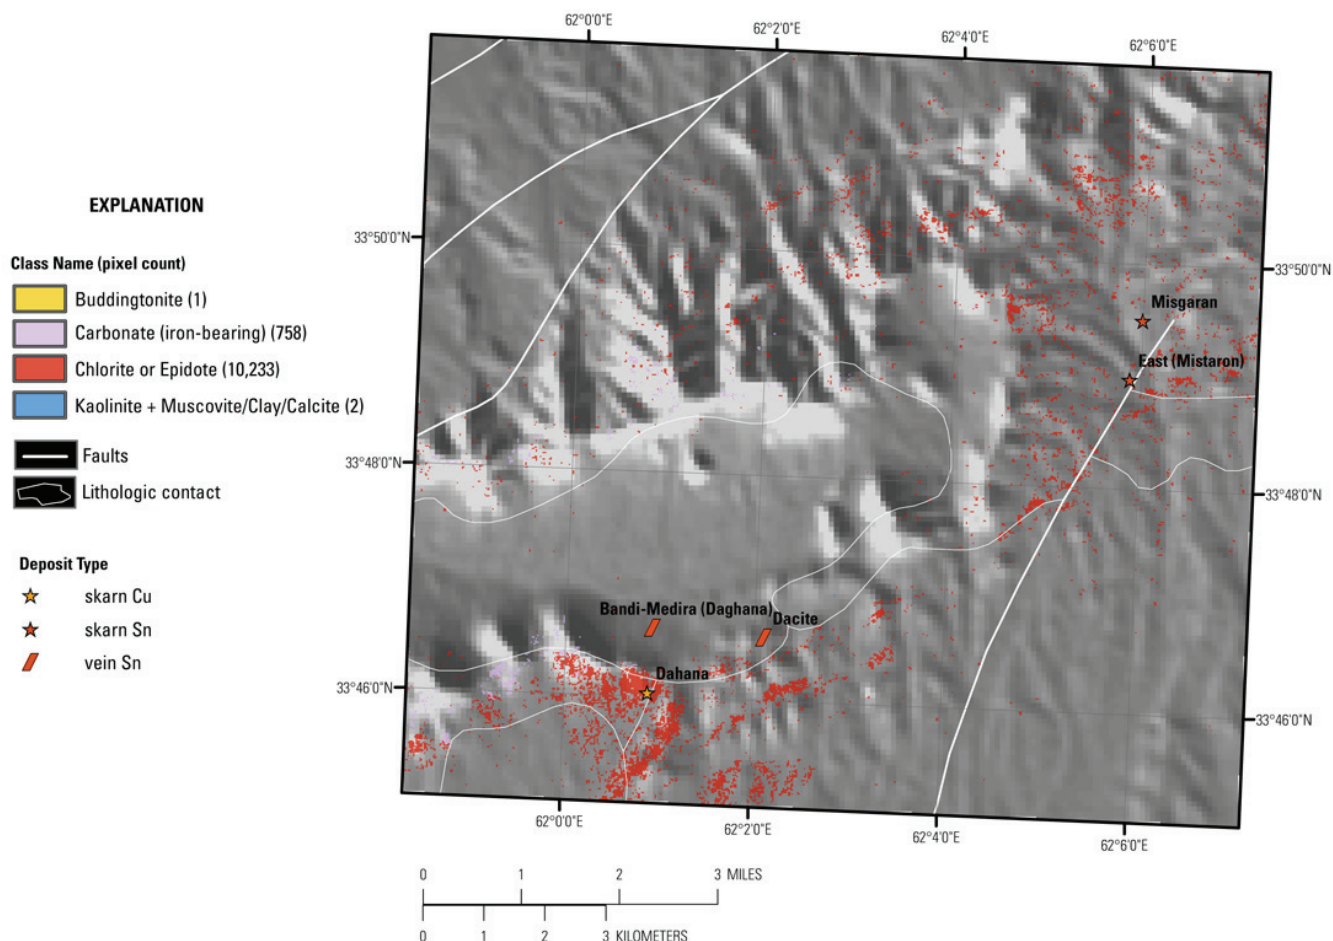 62°0'0"E
62°2'0"E
62°4'0"E
62°6'0"E
EXPLANATION
Class Name (pixel count)
Buddingtonite (1)
Carbonate (iron-bearing) (758)
Chlorite or Epidote (10,233)
Kaolinite + Muscovite/Clay/Calcite (2)
Faults
Lithologic contact
Deposit Type
skarn Cu
skarn Sn
vein Sn
33°50'0"N
33°48'0"N
33°46'0"N
Misgaran
East (Mistaron)
Bandi-Medira (Daghana)
Dacite
Dahana
33°50'0"N
33°48'0"N
33°46'0"N
62°0'0"E
62°2'0"E
62°4'0"E
62°6'0"E
0 1 2 3 MILES
0 1 2 3 KILOMETERS